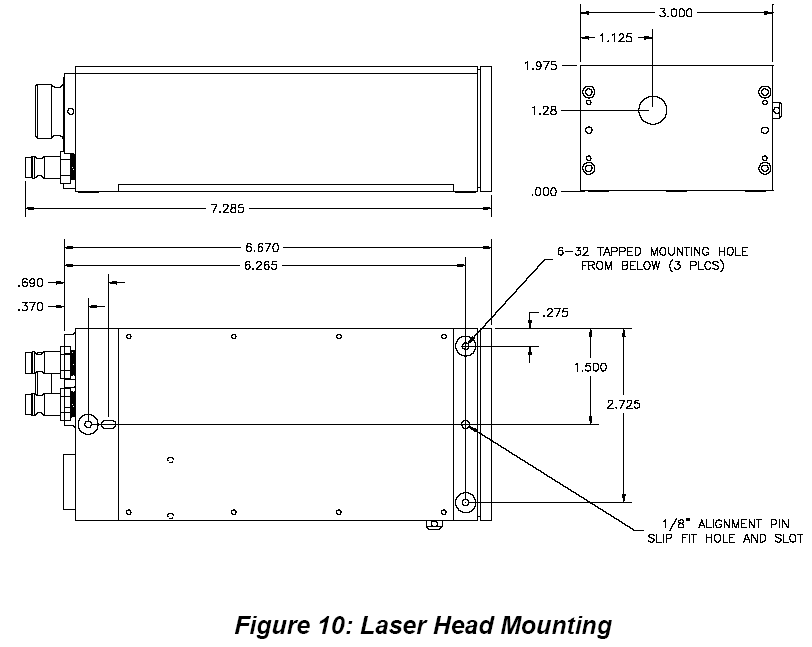 3.000
1.125
1.975
1.28
.000
7.285
6.670
6.265
.690
.370
6-32 TAPPED MOUNTING HOLE
FROM BELOW (3 PLCS)
.275
1.500
2.725
1/8" ALIGNMENT PIN
SLIP FIT HOLE AND SLOT
Figure 10: Laser Head Mounting